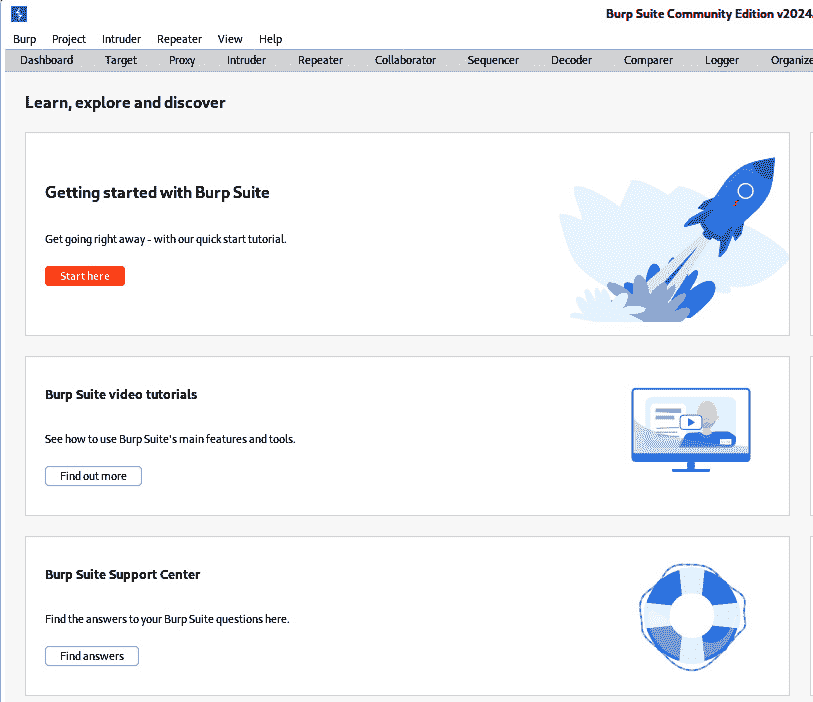 Burp Suite Community Edition v2024.
Burp Project Intruder Repeater View Help
Dashboard Target Proxy Intruder Repeater Collaborator Sequencer Decoder Comparer Logger Organize
Learn, explore and discover
Getting started with Burp Suite
Get going right away - with our quick start tutorial.
Start here
Burp Suite video tutorials
See how to use Burp Suite's main features and tools.
Find out more
Burp Suite Support Center
Find the answers to your Burp Suite questions here.
Find answers